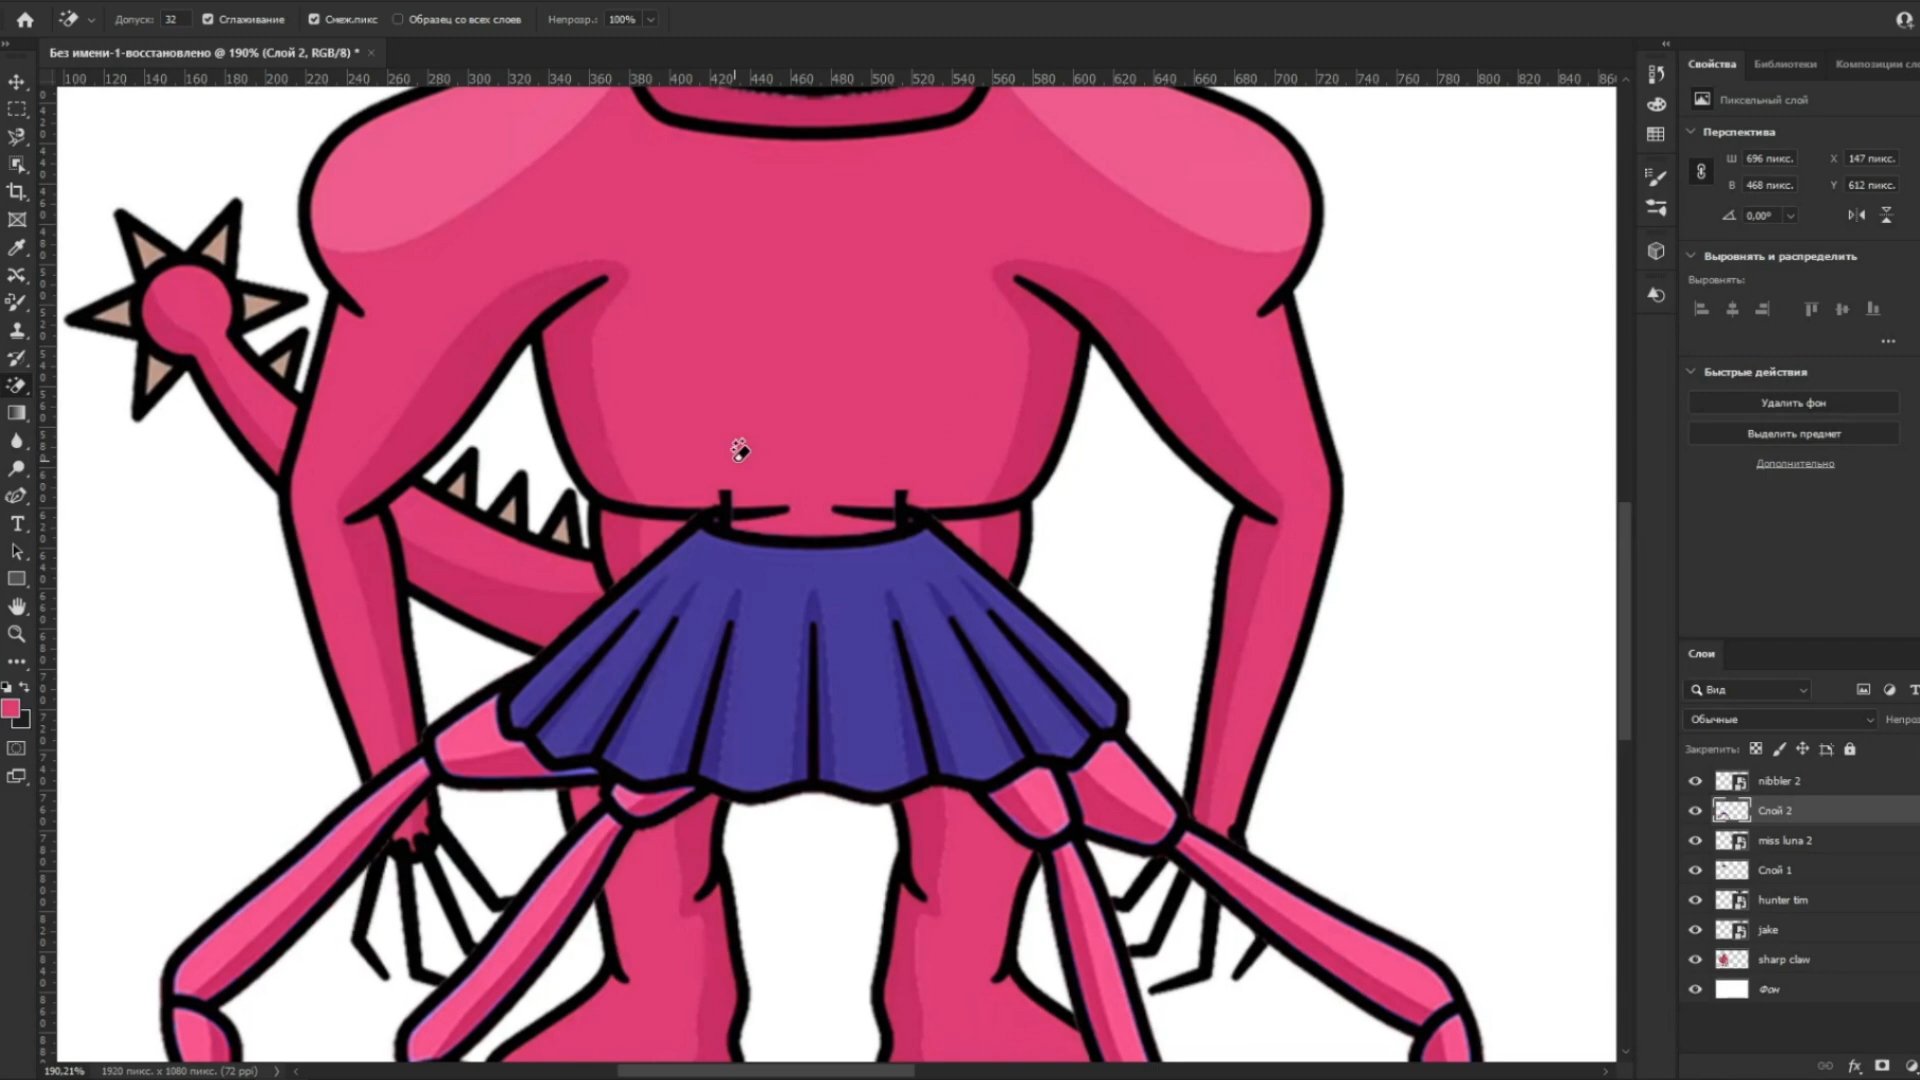 Допуск: 32 Сглаживание Смеж.пикс Образец со всех слоев Непрозр.: 100%
Без имени-1-восстановлено @ 190% (Слой 2, RGB/8) *
100 120 140 160 180 200 220 240 260 280 300 320 340 360 380 400 420 440 460 480 500 520 540 560 580 600 620 640 660 680 700 720 740 760 780 800 820 840
Свойства Библиотеки Композиции сло
Пиксельный слой
Перспектива
Ш 696 пикс. X 147 пикс.
В 468 пикс. Y 612 пикс.
0,00°
Выровнять и распределить
Выровнять:
Быстрые действия
Удалить фон
Выделить предмет
Дополнительно
Слои
Вид
Обычные Непроз
Закрепить:
nibbler 2
Слой 2
miss luna 2
Слой 1
hunter tim
jake
sharp claw
Фон
190,21% 1920 пикс. x 1080 пикс. (72 ppi)